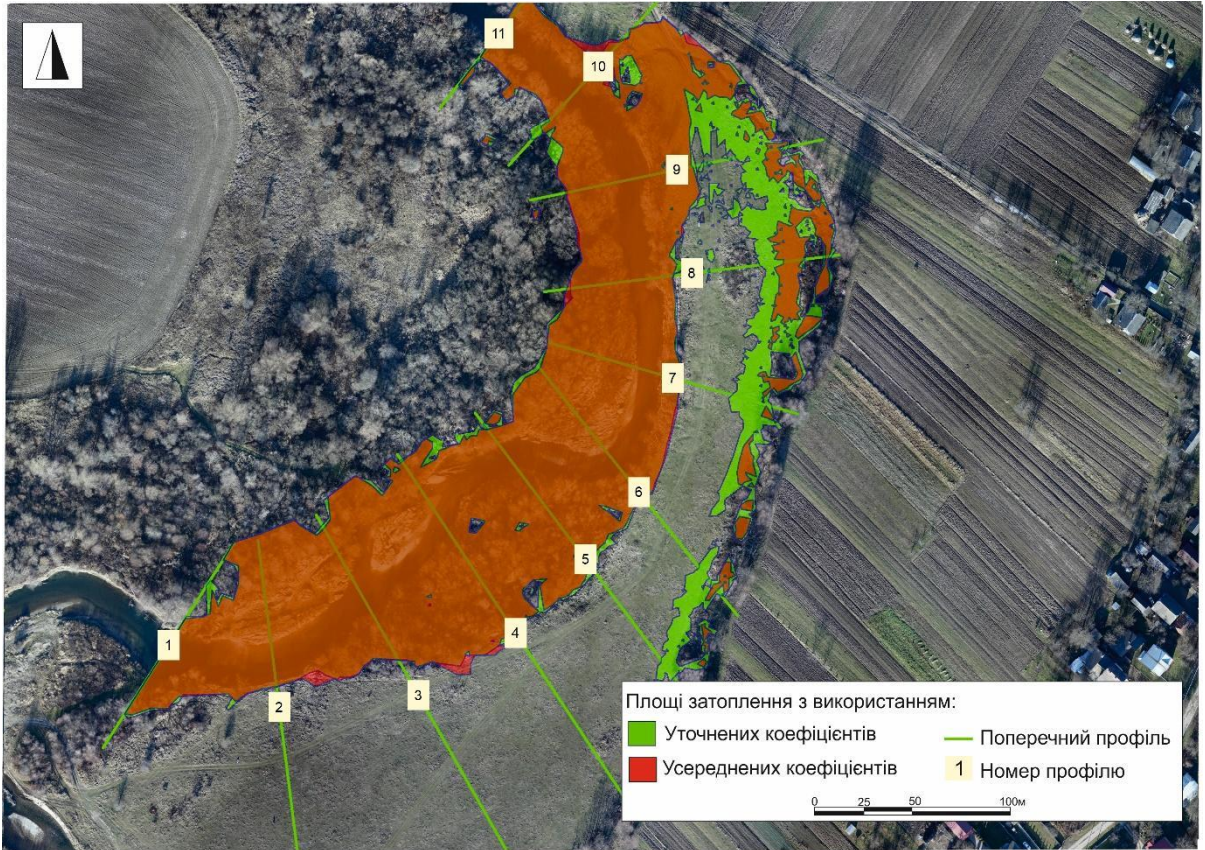 11
10
9
8
7
6
5
4
1
3
2
Площі затоплення з використанням:
Уточнених коефіцієнтів
Поперечний профіль
Усереднених коефіцієнтів
1 Номер профілю
0 25 50 100м